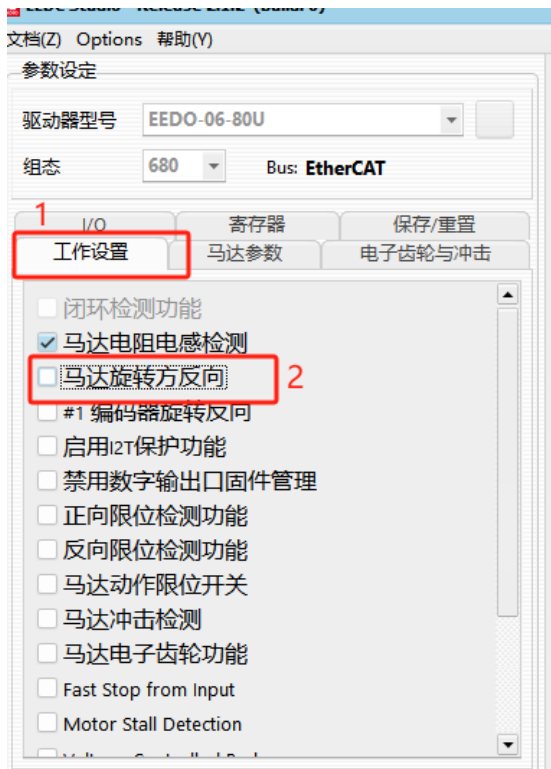 文档(Z) Options 帮助(Y)
参数设定
驱动器型号 EEDO-06-80U
组态 680 Bus: EtherCAT
1
I/O 寄存器 保存/重置
工作设置 马达参数 电子齿轮与冲击
闭环检测功能
马达电阻电感检测
马达旋转方反向 2
#1 编码器旋转反向
启用I2T保护功能
禁用数字输出口固件管理
正向限位检测功能
反向限位检测功能
马达动作限位开关
马达冲击检测
马达电子齿轮功能
Fast Stop from Input
Motor Stall Detection